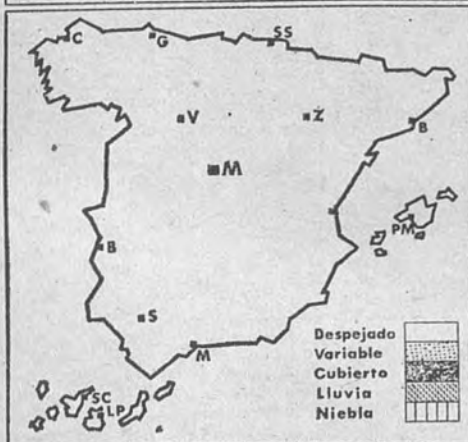 C
G
SS
V
Z
B
M
PM
B
S
M
SC
LP
Despejado
Variable
Cubierto
Lluvia
Niebla